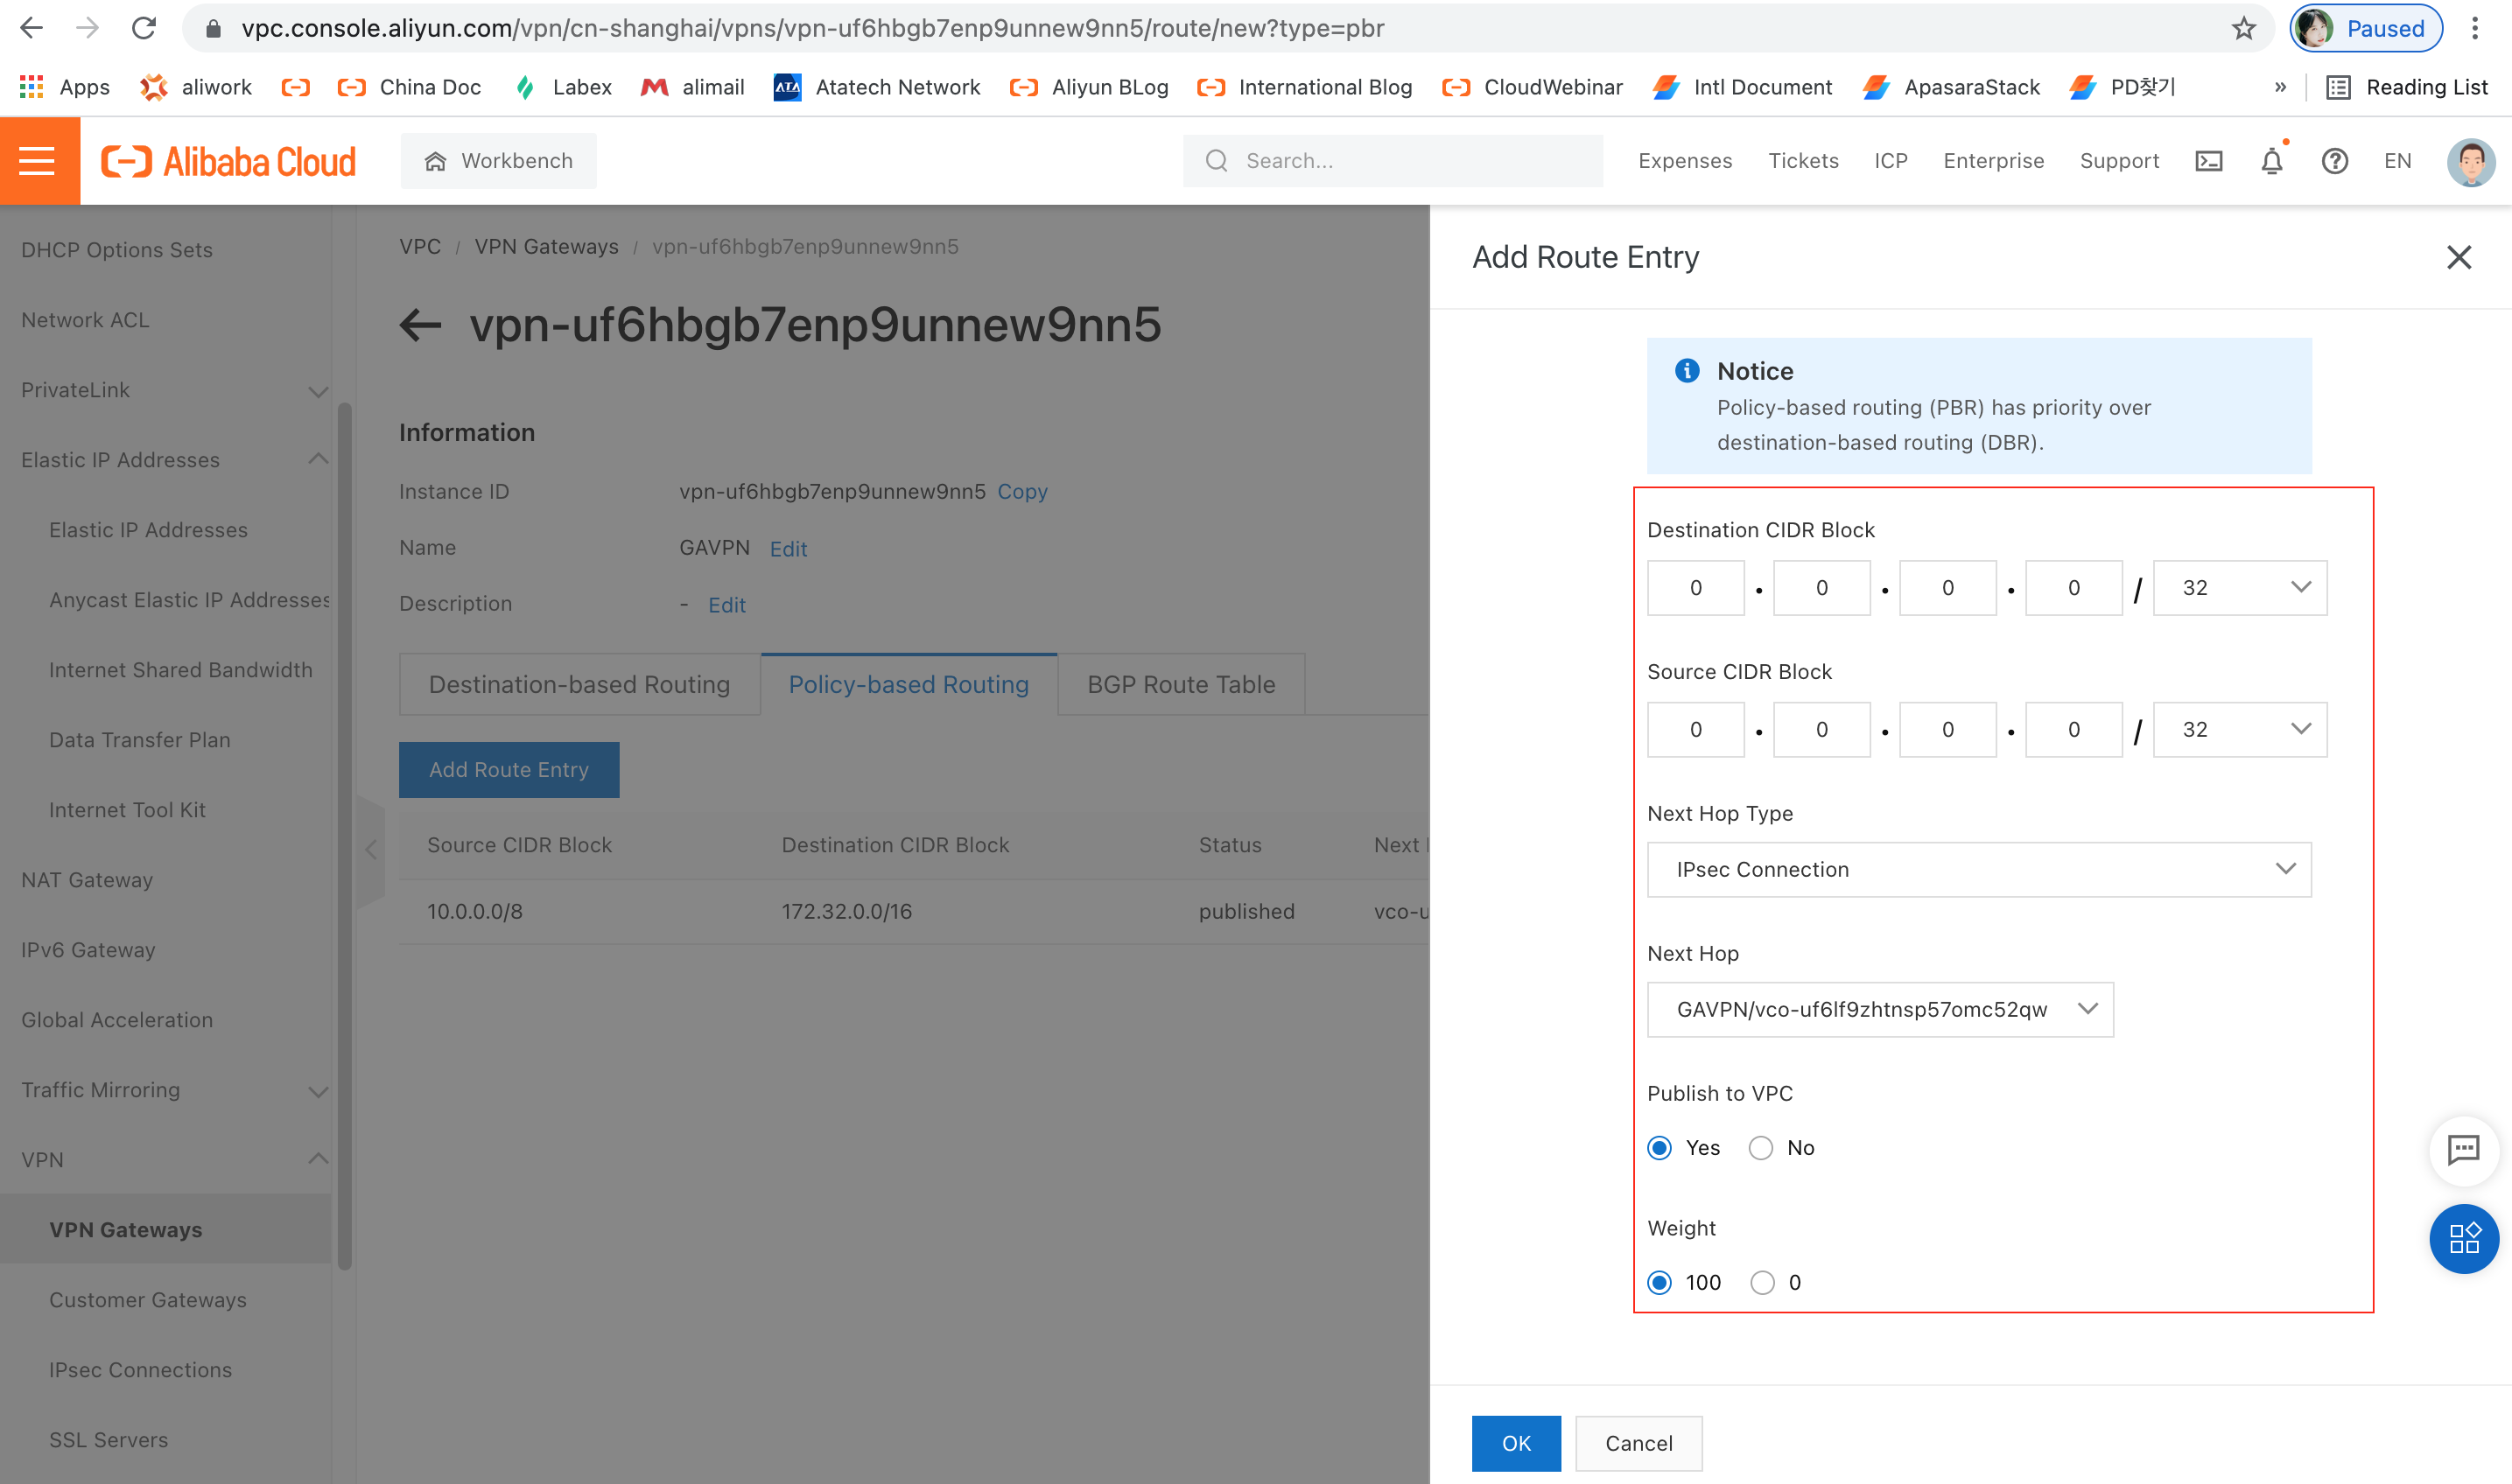 vpc.console.aliyun.com/vpn/cn-shanghai/vpns/vpn-uf6hbgb7enp9unnew9nn5/route/new?type=pbr
Paused
Apps
aliwork
China Doc
Labex
alimail
ATA
Atatech Network
Aliyun BLog
International Blog
CloudWebinar
Intl Document
ApasaraStack
PD찾기
»
Reading List
Alibaba Cloud
Workbench
Search...
Expenses
Tickets
ICP
Enterprise
Support
EN
DHCP Options Sets
Network ACL
PrivateLink
Elastic IP Addresses
Elastic IP Addresses
Anycast Elastic IP Addresses
Internet Shared Bandwidth
Data Transfer Plan
Internet Tool Kit
NAT Gateway
IPv6 Gateway
Global Acceleration
Traffic Mirroring
VPN
VPN Gateways
Customer Gateways
IPsec Connections
SSL Servers
VPC / VPN Gateways / vpn-uf6hbgb7enp9unnew9nn5
vpn-uf6hbgb7enp9unnew9nn5
Information
Instance ID vpn-uf6hbgb7enp9unnew9nn5 Copy
Name GAVPN Edit
Description - Edit
Destination-based Routing Policy-based Routing BGP Route Table
Add Route Entry
Source CIDR Block Destination CIDR Block Status Next
10.0.0.0/8 172.32.0.0/16 published vco-u
Add Route Entry
Notice
Policy-based routing (PBR) has priority over
destination-based routing (DBR).
Destination CIDR Block
0 . 0 . 0 . 0 / 32
Source CIDR Block
0 . 0 . 0 . 0 / 32
Next Hop Type
IPsec Connection
Next Hop
GAVPN/vco-uf6lf9zhtnsp57omc52qw
Publish to VPC
Yes No
Weight
100 0
OK Cancel